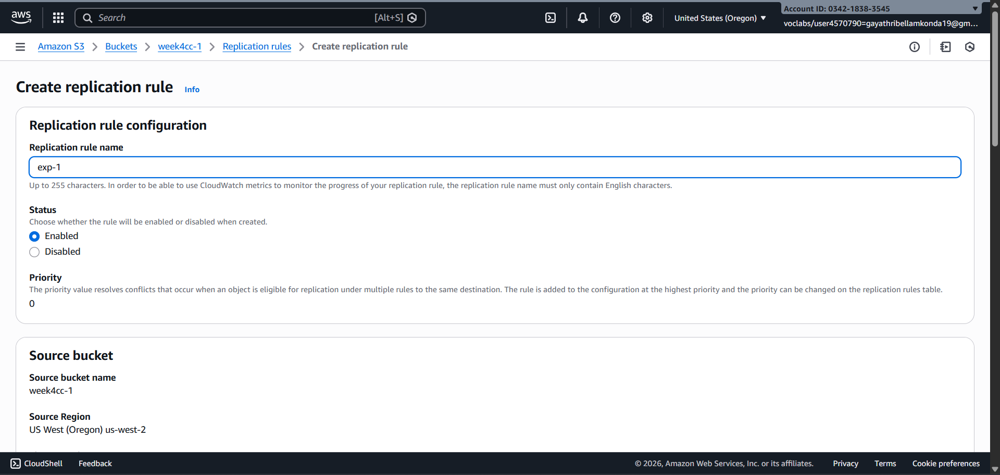 aws
Search [Alt+S]
United States (Oregon)
Account ID: 0342-1838-3545
voclabs/user4570790=gayathribellamkonda19@gm...
Amazon S3 > Buckets > week4cc-1 > Replication rules > Create replication rule
Create replication rule Info
Replication rule configuration
Replication rule name
exp-1
Up to 255 characters. In order to be able to use CloudWatch metrics to monitor the progress of your replication rule, the replication rule name must only contain English characters.
Status
Choose whether the rule will be enabled or disabled when created.
Enabled
Disabled
Priority
The priority value resolves conflicts that occur when an object is eligible for replication under multiple rules to the same destination. The rule is added to the configuration at the highest priority and the priority can be changed on the replication rules table.
0
Source bucket
Source bucket name
week4cc-1
Source Region
US West (Oregon) us-west-2
CloudShell Feedback © 2026, Amazon Web Services, Inc. or its affiliates. Privacy Terms Cookie preferences